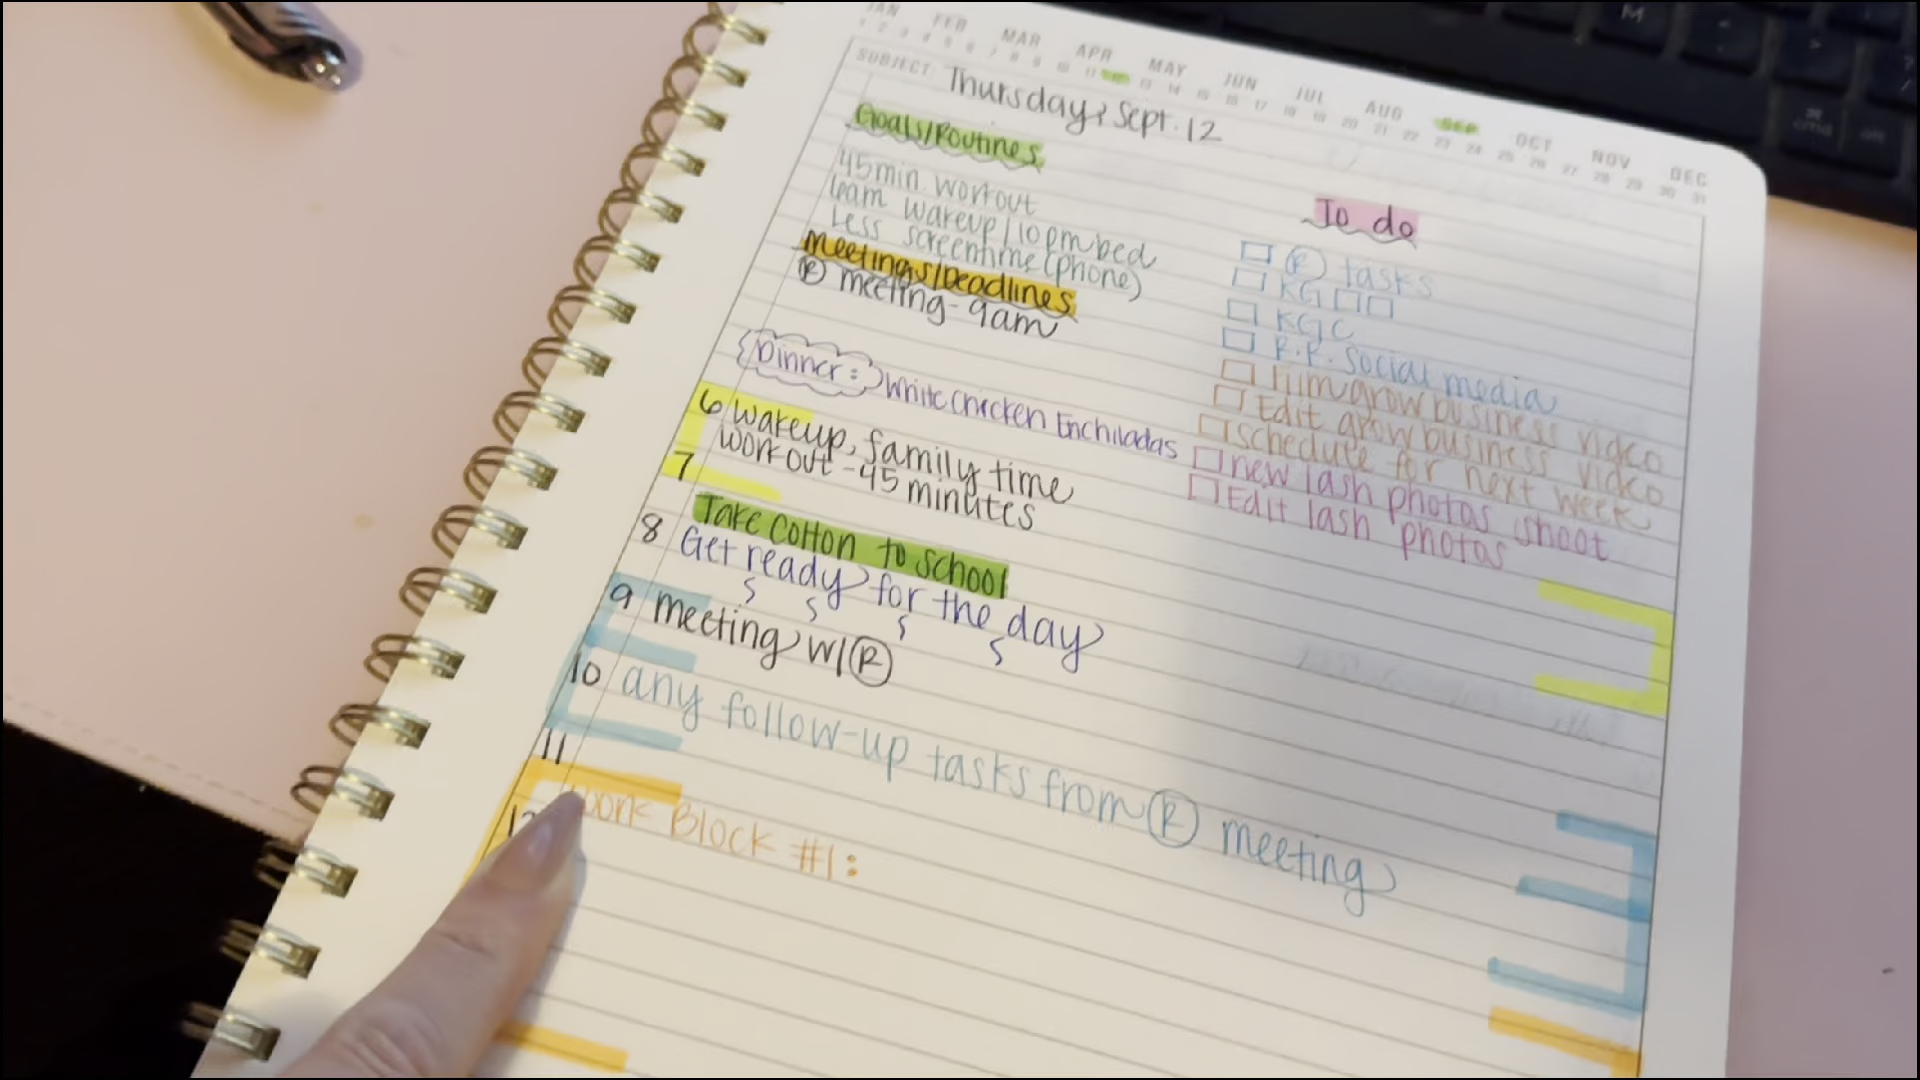 JAN FEB MAR APR MAY JUN JUL AUG SEP OCT NOV DEC
SUBJECT: Thursday, Sept. 12
Goals/Routines
45min workout
6am wakeup/10pm bed
Less screentime (phone)
Meetings/Deadlines
Ⓡ meeting - 9am
Dinner: White Chicken Enchiladas
To do
Ⓡ tasks
KG
KGC
R.R. Social media
Film grow business video
Edit grow business video
schedule for next week
new lash photos shoot
Edit lash photos
6 Wakeup, family time
workout - 45 minutes
7
Take Colton to School
8 Get ready for the day
9 meeting w/Ⓡ
10 any follow-up tasks from Ⓡ meeting
11
12 Work Block #1:
cmd
M